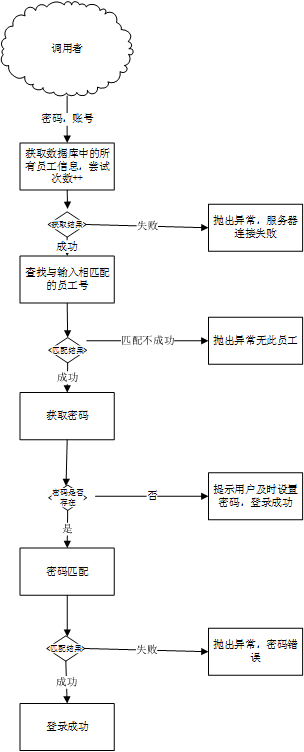 调用者
密码，账号
获取数据库中的所
有员工信息，尝试
次数++
获取结果
失败
抛出异常，服务器
连接失败
成功
查找与输入相匹配
的员工号
匹配结果
匹配不成功
抛出异常无此员工
成功
获取密码
密码是否
存在
否
提示用户及时设置
密码，登录成功
是
密码匹配
匹配结果
失败
抛出异常，密码错
误
成功
登录成功